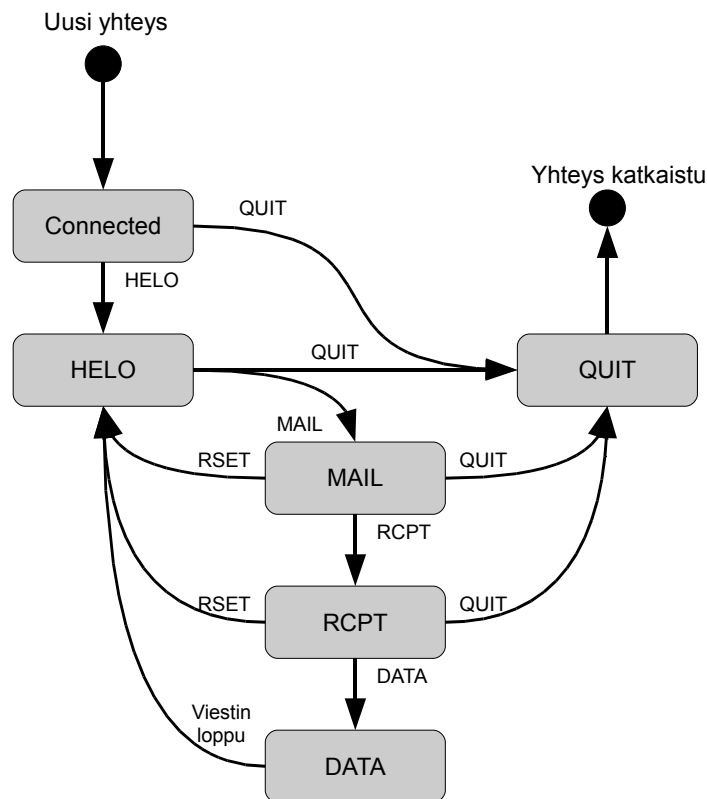 Uusi yhteys
Yhteys katkaistu
Connected
QUIT
HELO
HELO
QUIT
QUIT
MAIL
RSET
MAIL
QUIT
RCPT
RSET
RCPT
QUIT
DATA
Viestin
loppu
DATA